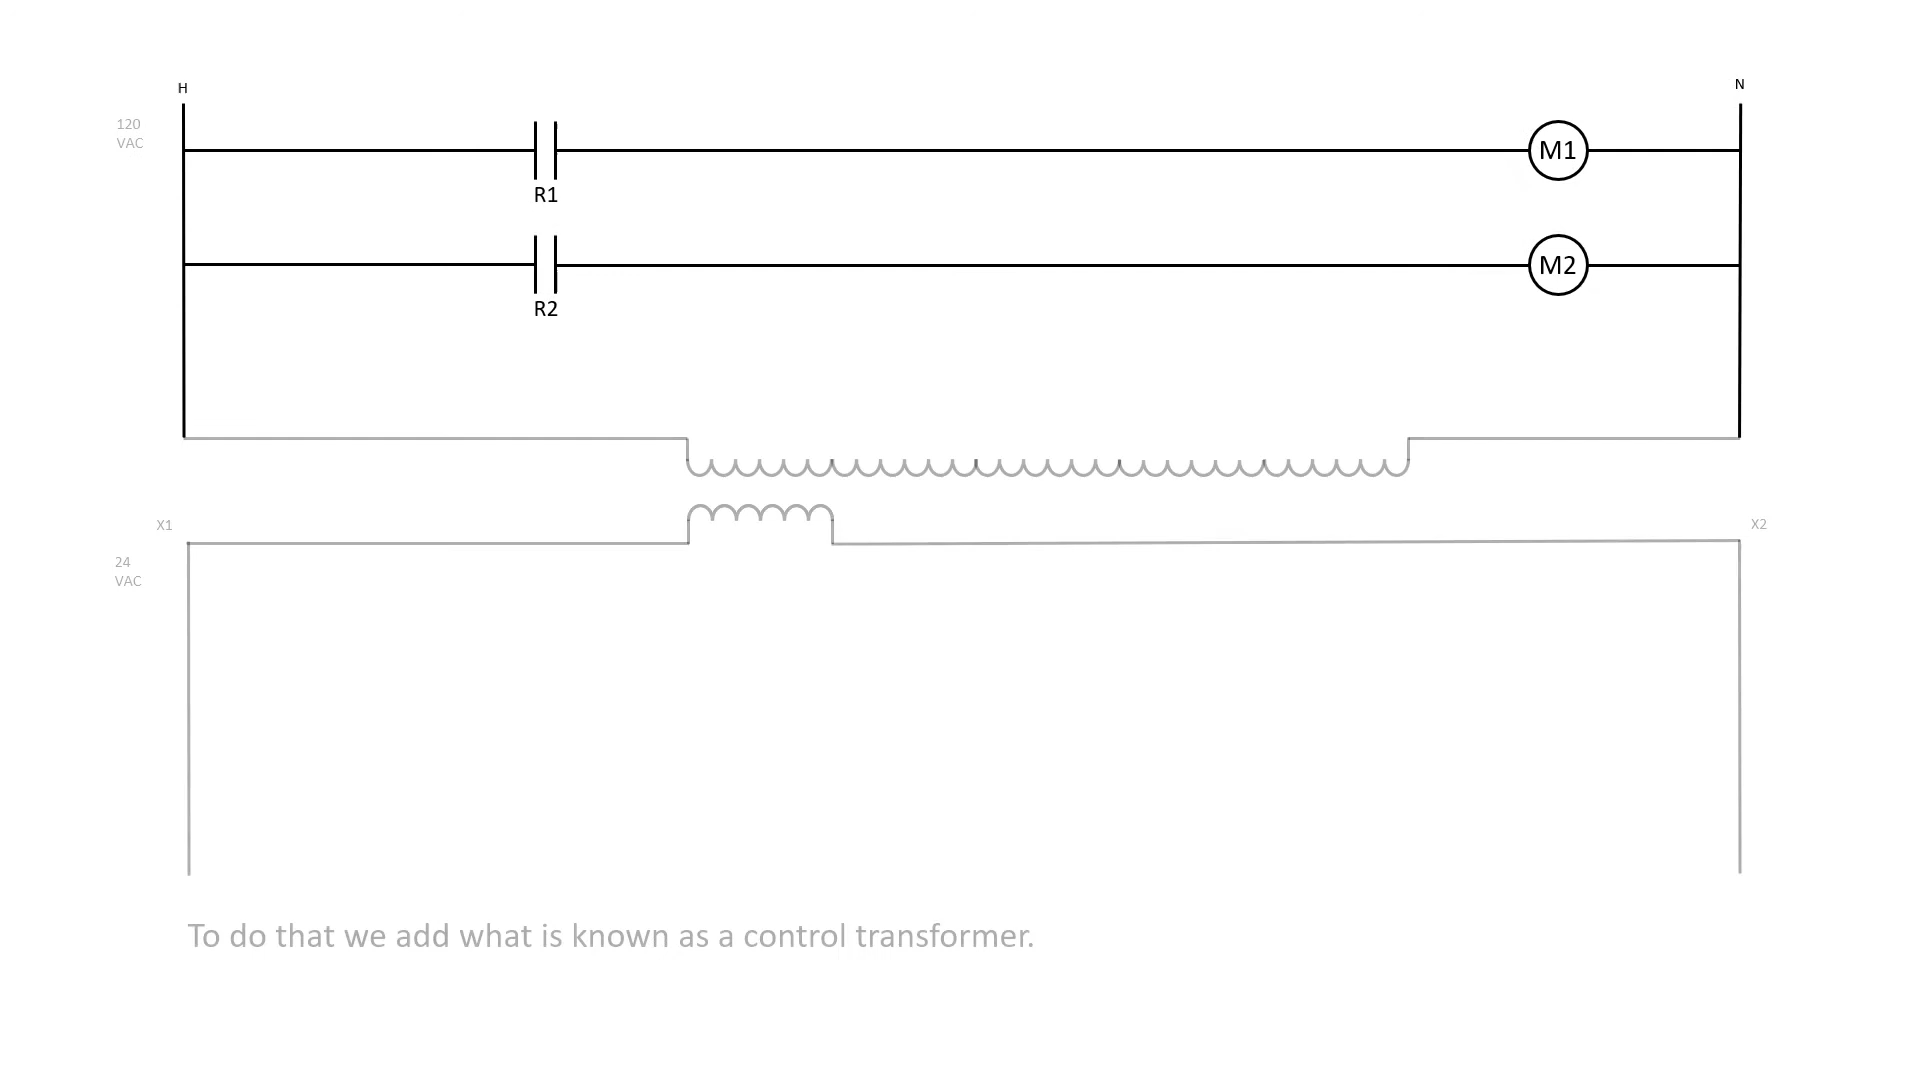 H
N
120
VAC
M1
R1
M2
R2
X1
X2
24
VAC
To do that we add what is known as a control transformer.